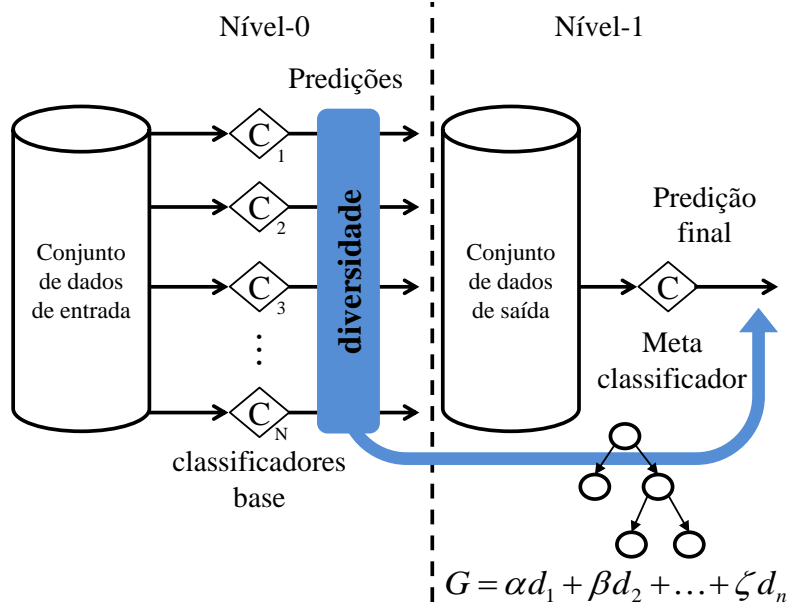 Nível-0
Nível-1
Predições
C1
C2
C3
⋮
CN
Conjunto
de dados
de entrada
diversidade
classificadores
base
Conjunto
de dados
de saída
Predição
final
C
Meta
classificador
G = αd1 + βd2 + … + ζdn